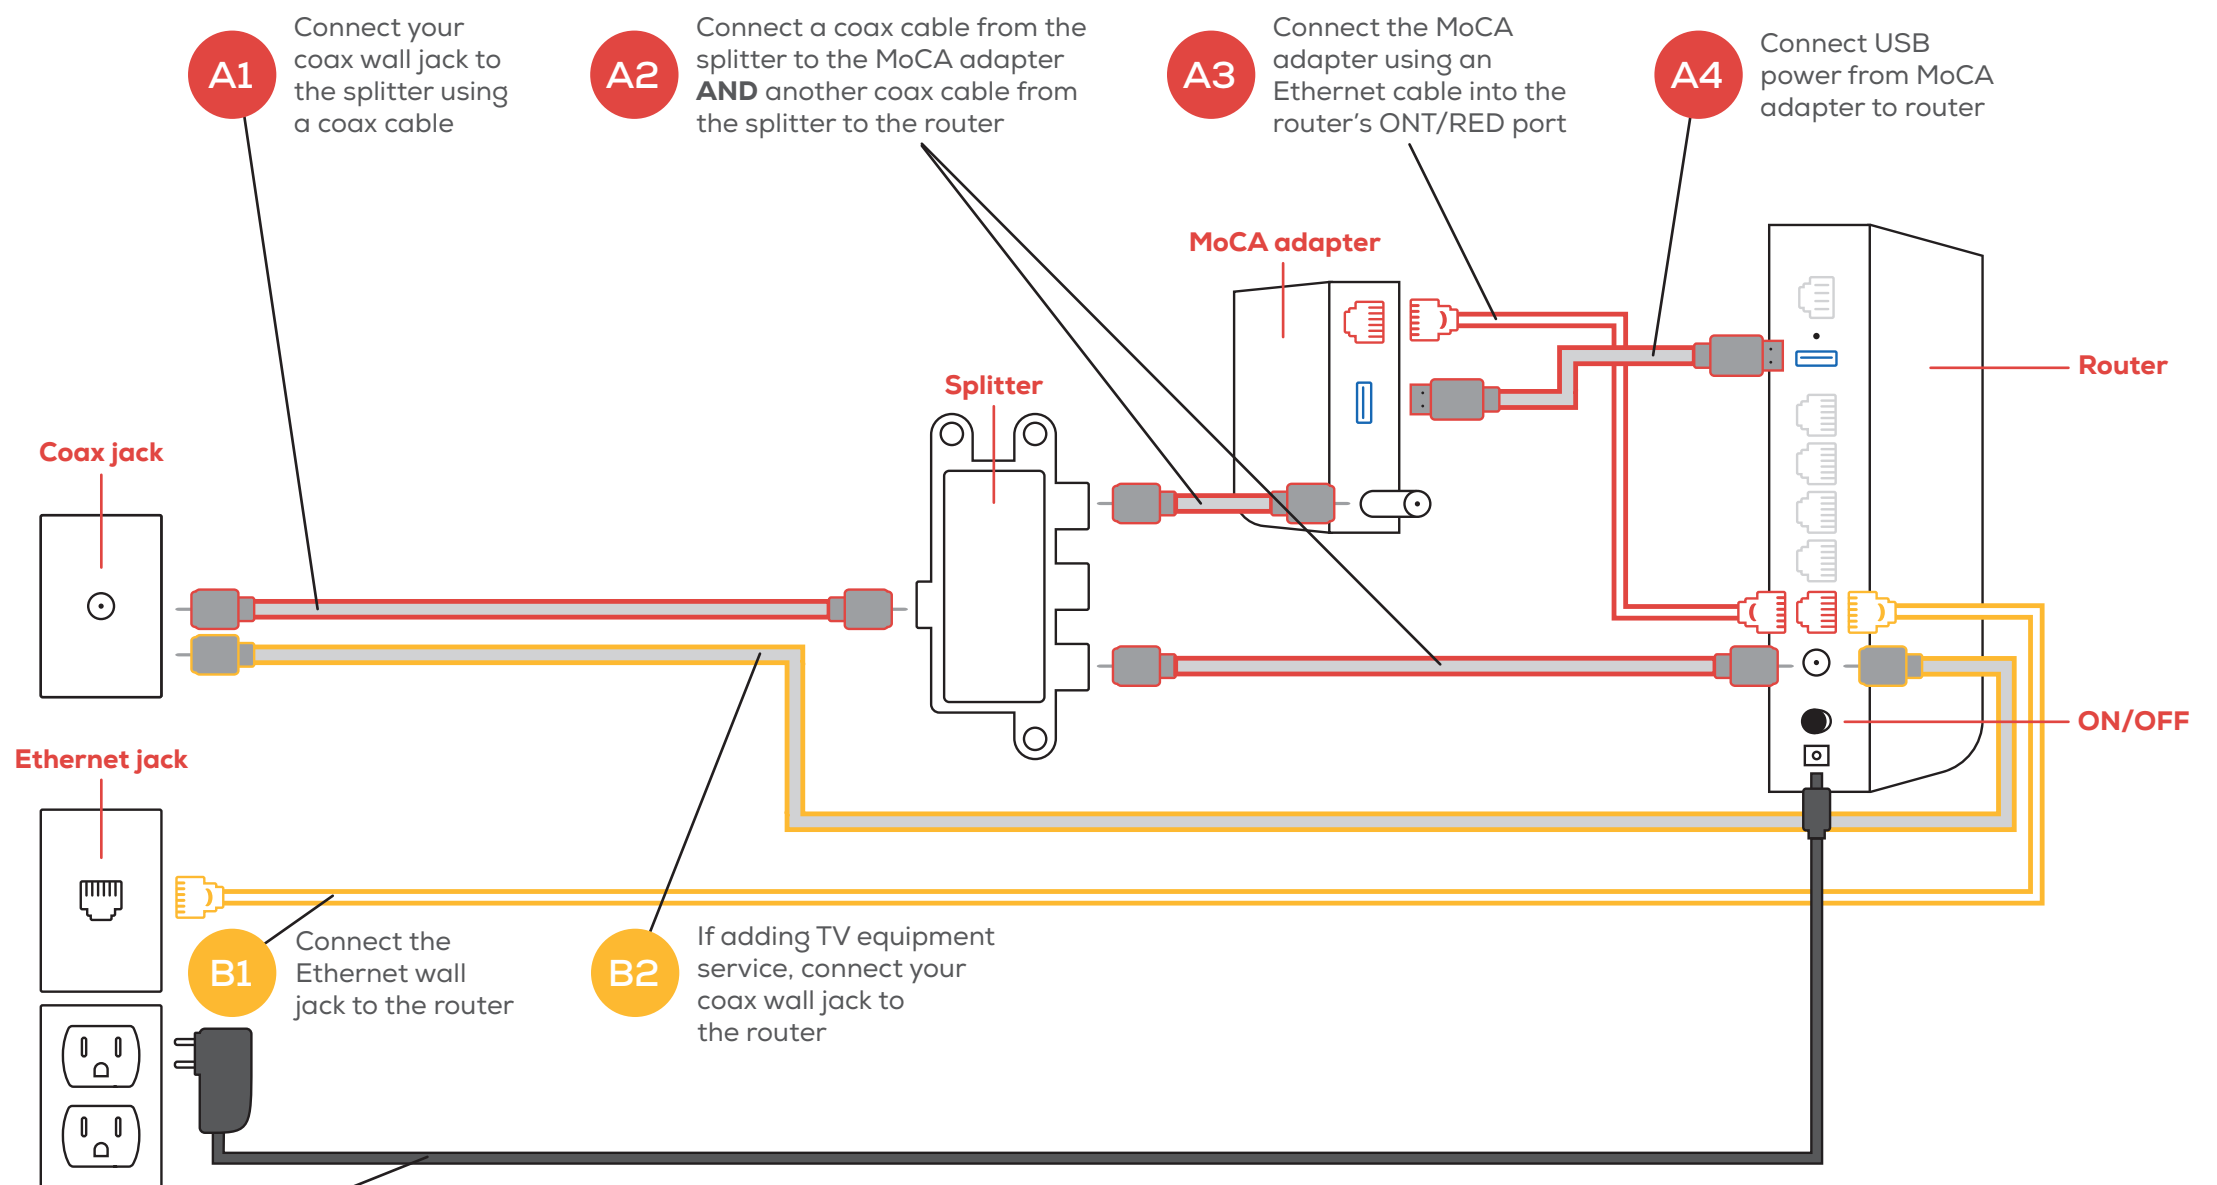 A1
Connect your
coax wall jack to
the splitter using
a coax cable
A2
Connect a coax cable from the
splitter to the MoCA adapter
AND another coax cable from
the splitter to the router
A3
Connect the MoCA
adapter using an
Ethernet cable into the
router's ONT/RED port
A4
Connect USB
power from MoCA
adapter to router
MoCA adapter
Router
Splitter
Coax jack
ON/OFF
Ethernet jack
B1
Connect the
Ethernet wall
jack to the router
B2
If adding TV equipment
service, connect your
coax wall jack to
the router